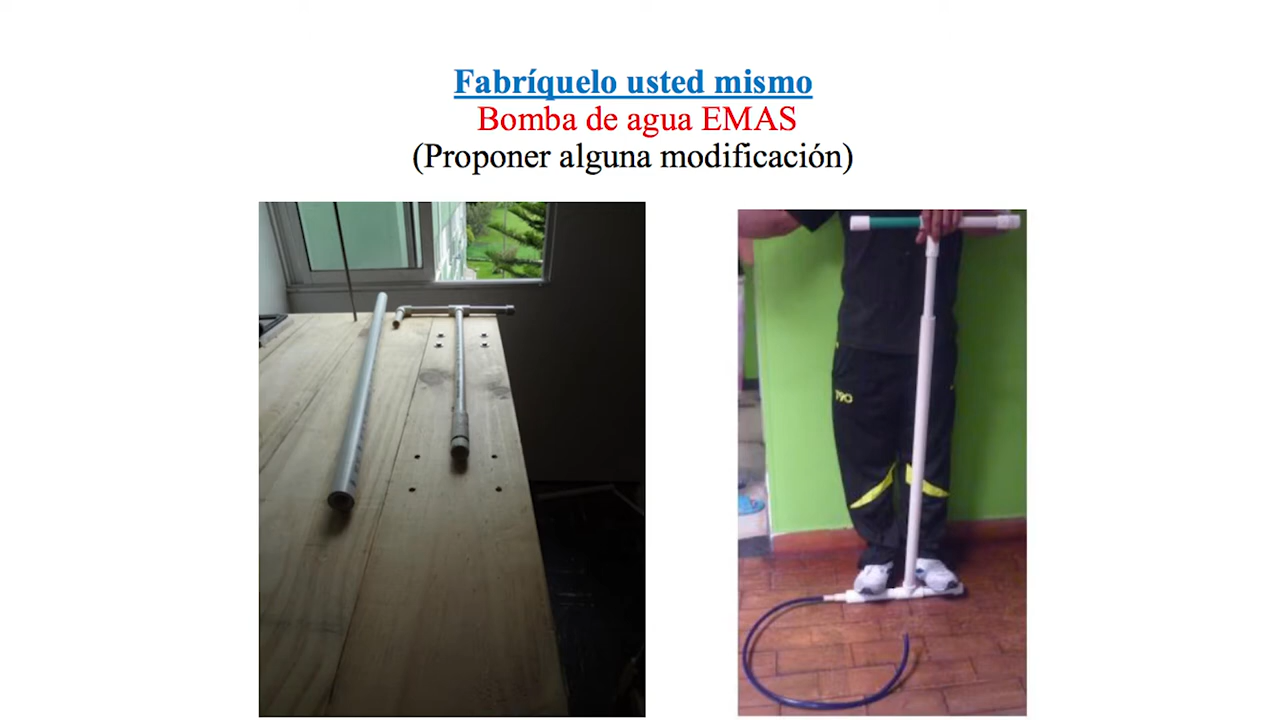 Fabríquelo usted mismo
Bomba de agua EMAS
(Proponer alguna modificación)